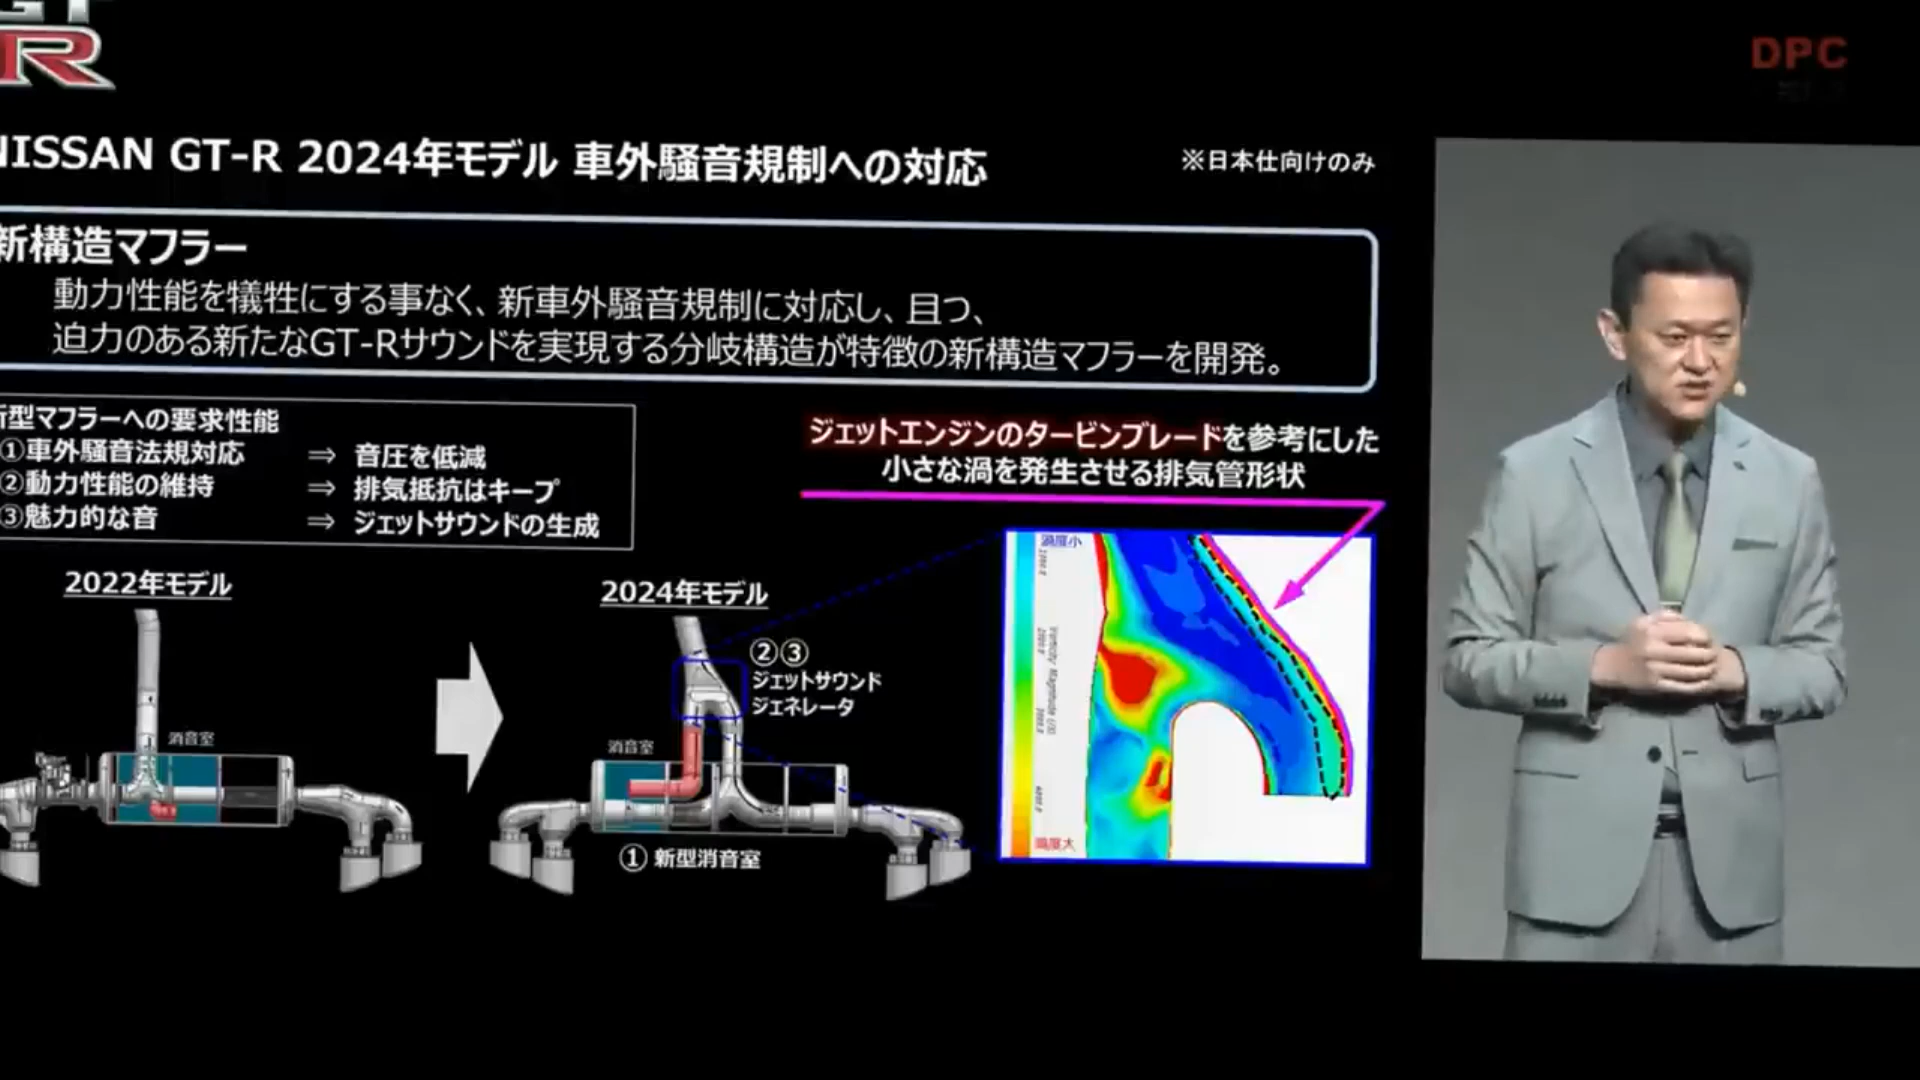 GT
R
DPC
NISSAN GT-R 2024年モデル 車外騒音規制への対応
※日本仕向けのみ
新構造マフラー
動力性能を犠牲にする事なく、新車外騒音規制に対応し、且つ、
迫力のある新たなGT-Rサウンドを実現する分岐構造が特徴の新構造マフラーを開発。
新型マフラーへの要求性能
①車外騒音法規対応 ⇒ 音圧を低減
②動力性能の維持 ⇒ 排気抵抗はキープ
③魅力的な音 ⇒ ジェットサウンドの生成
ジェットエンジンのタービンブレードを参考にした
小さな渦を発生させる排気管形状
2022年モデル
消音室
2024年モデル
②③
ジェットサウンド
ジェネレータ
消音室
① 新型消音室
渦度小
渦度大